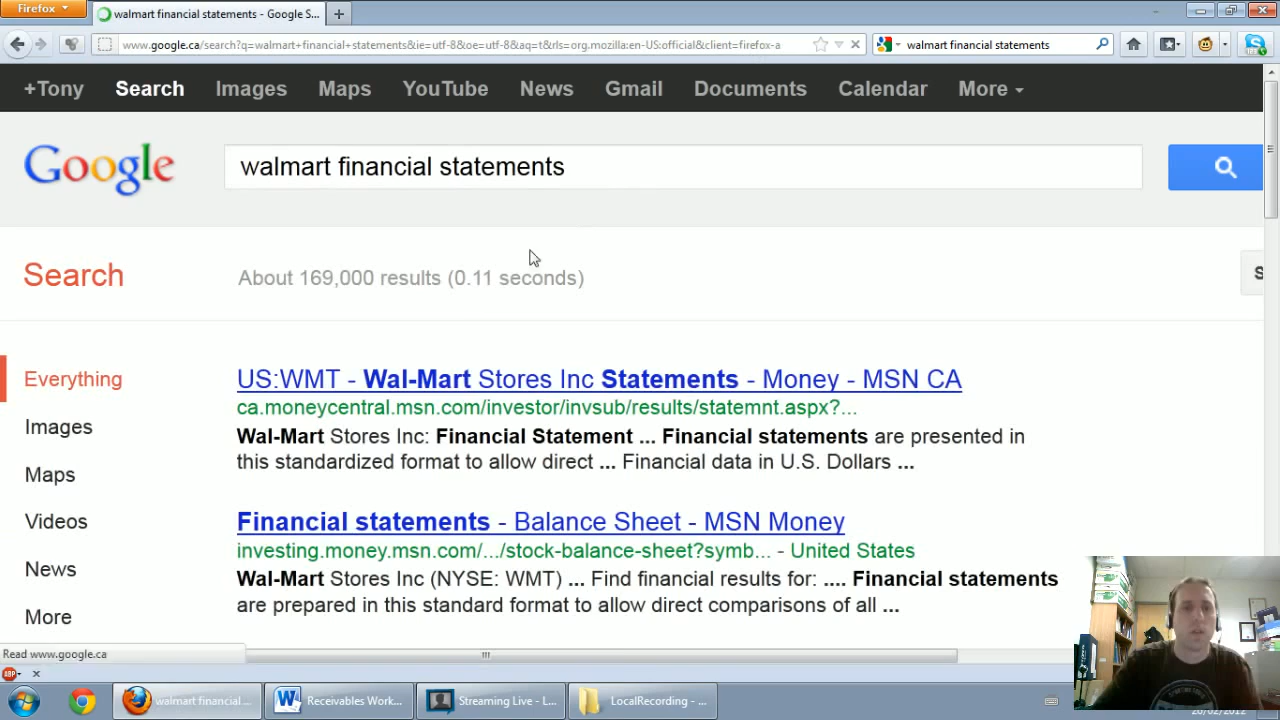 Firefox
walmart financial statements - Google S...
www.google.ca/search?q=walmart+financial+statements&ie=utf-8&oe=utf-8&aq=t&rls=org.mozilla:en-US:official&client=firefox-a
walmart financial statements
+Tony Search Images Maps YouTube News Gmail Documents Calendar More
Google
walmart financial statements
Search
About 169,000 results (0.11 seconds)
S
Everything
Images
Maps
Videos
News
More
US:WMT - Wal-Mart Stores Inc Statements - Money - MSN CA
ca.moneycentral.msn.com/investor/invsub/results/statemnt.aspx?...
Wal-Mart Stores Inc: Financial Statement ... Financial statements are presented in
this standardized format to allow direct ... Financial data in U.S. Dollars ...
Financial statements - Balance Sheet - MSN Money
investing.money.msn.com/.../stock-balance-sheet?symb... - United States
Wal-Mart Stores Inc (NYSE: WMT) ... Find financial results for: .... Financial statements
are prepared in this standard format to allow direct comparisons of all ...
Read www.google.ca
ABP
walmart financial ...
Receivables Work...
Streaming Live - L...
LocalRecording - ...
20/02/2012